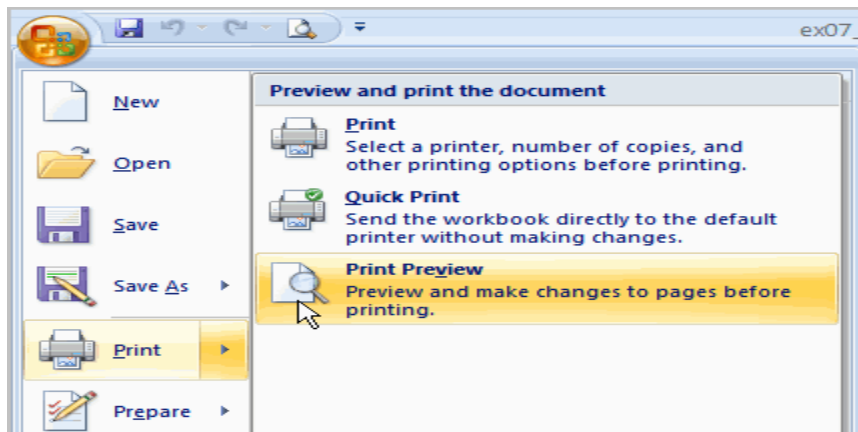 ex07_
New
Open
Save
Save As
Print
Prepare
Preview and print the document
Print
Select a printer, number of copies, and
other printing options before printing.
Quick Print
Send the workbook directly to the default
printer without making changes.
Print Preview
Preview and make changes to pages before
printing.